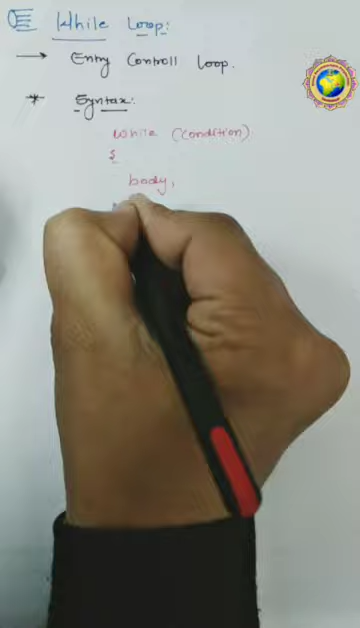 While Loop:
→ Entry Controll Loop.
* Syntax:
While (Condition)
{
body;